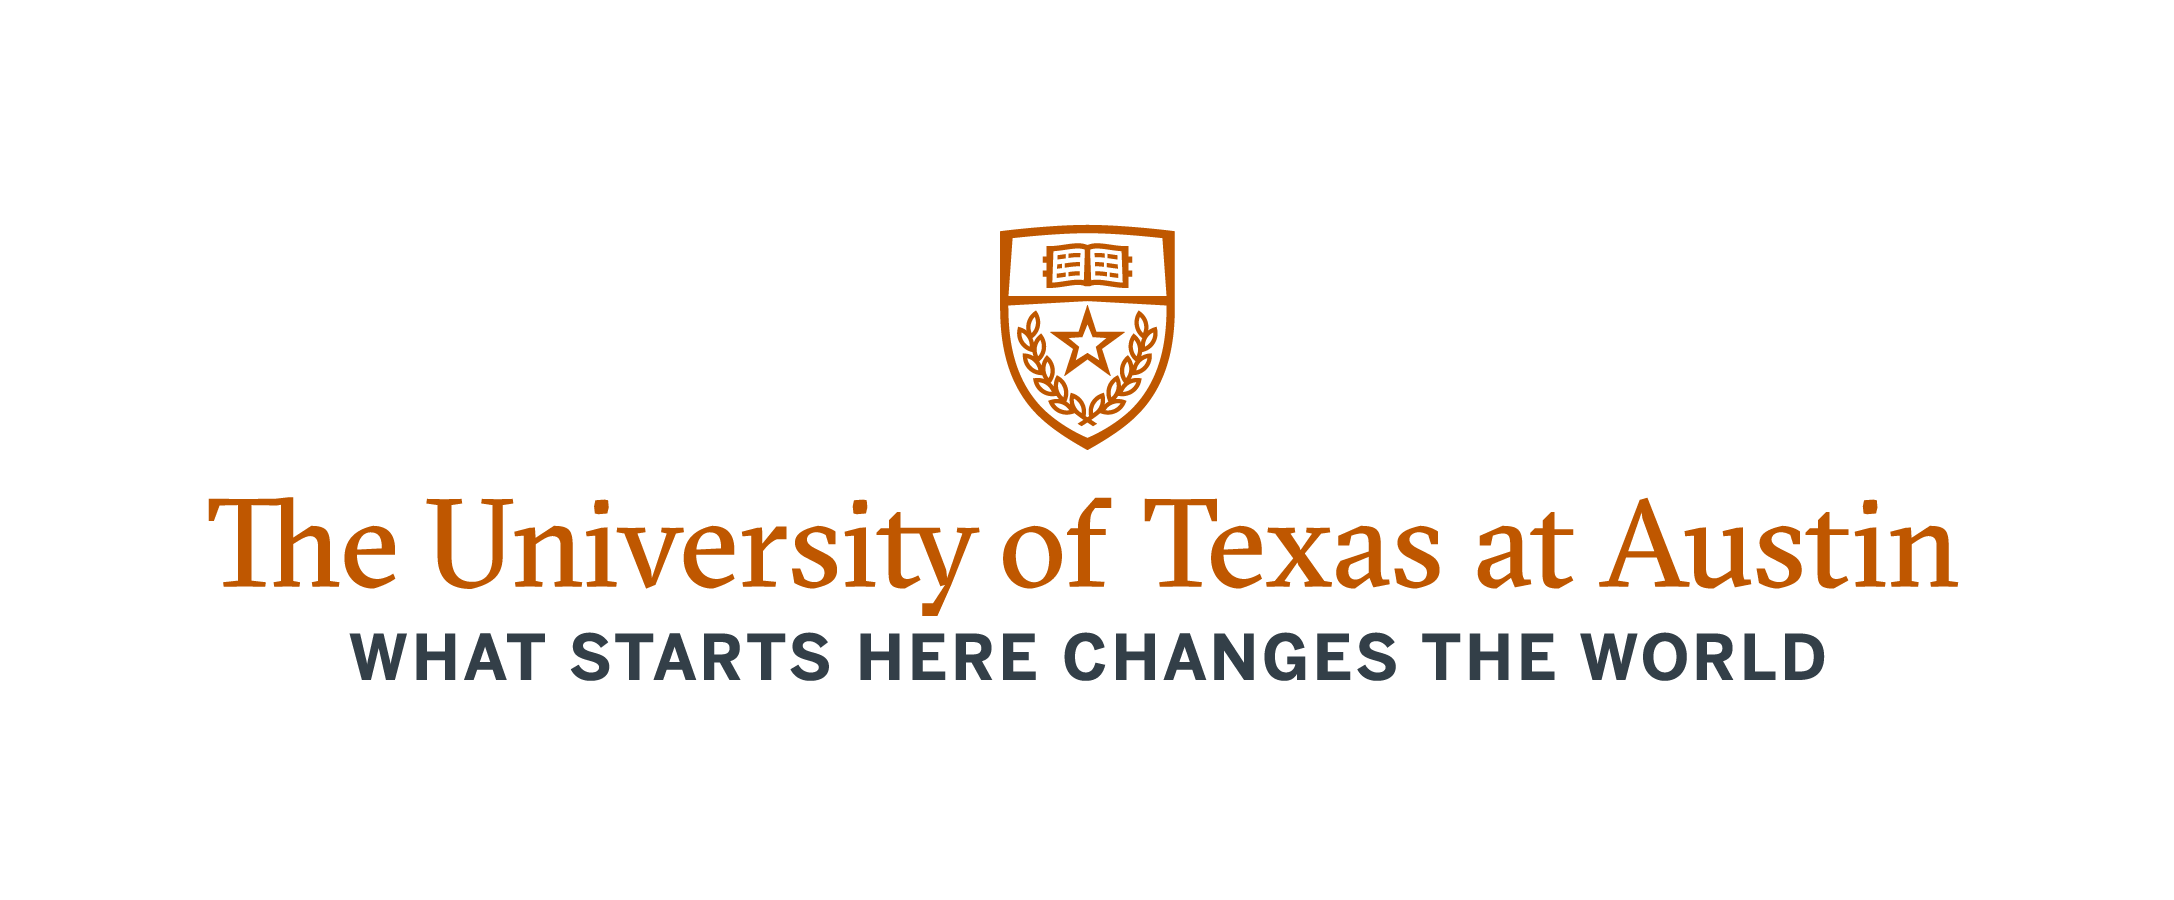 The University of Texas at Austin
WHAT STARTS HERE CHANGES THE WORLD